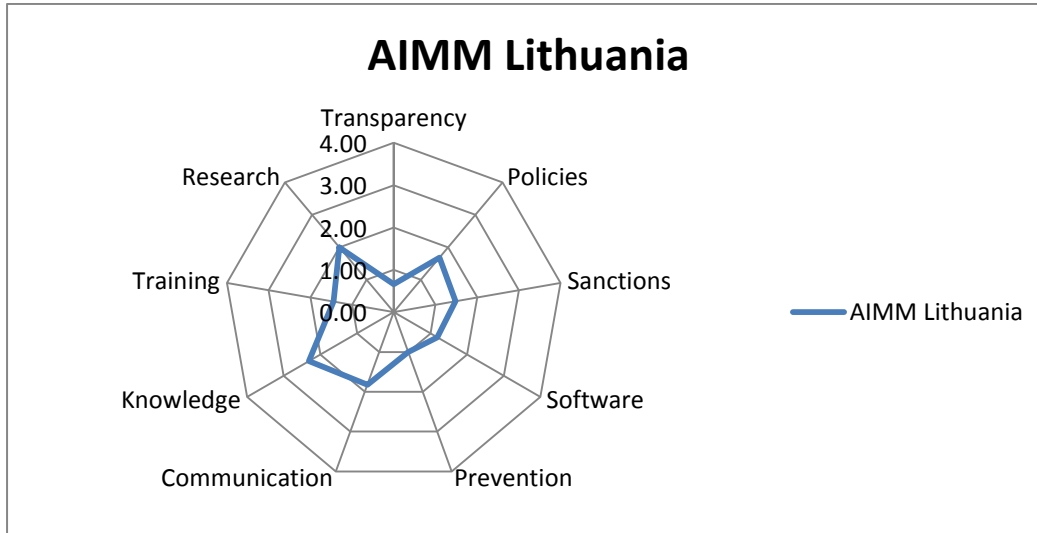 AIMM Lithuania
Transparency
4.00
Research
3.00
Policies
2.00
Training
1.00
Sanctions
0.00
AIMM Lithuania
Knowledge
Software
Communication
Prevention